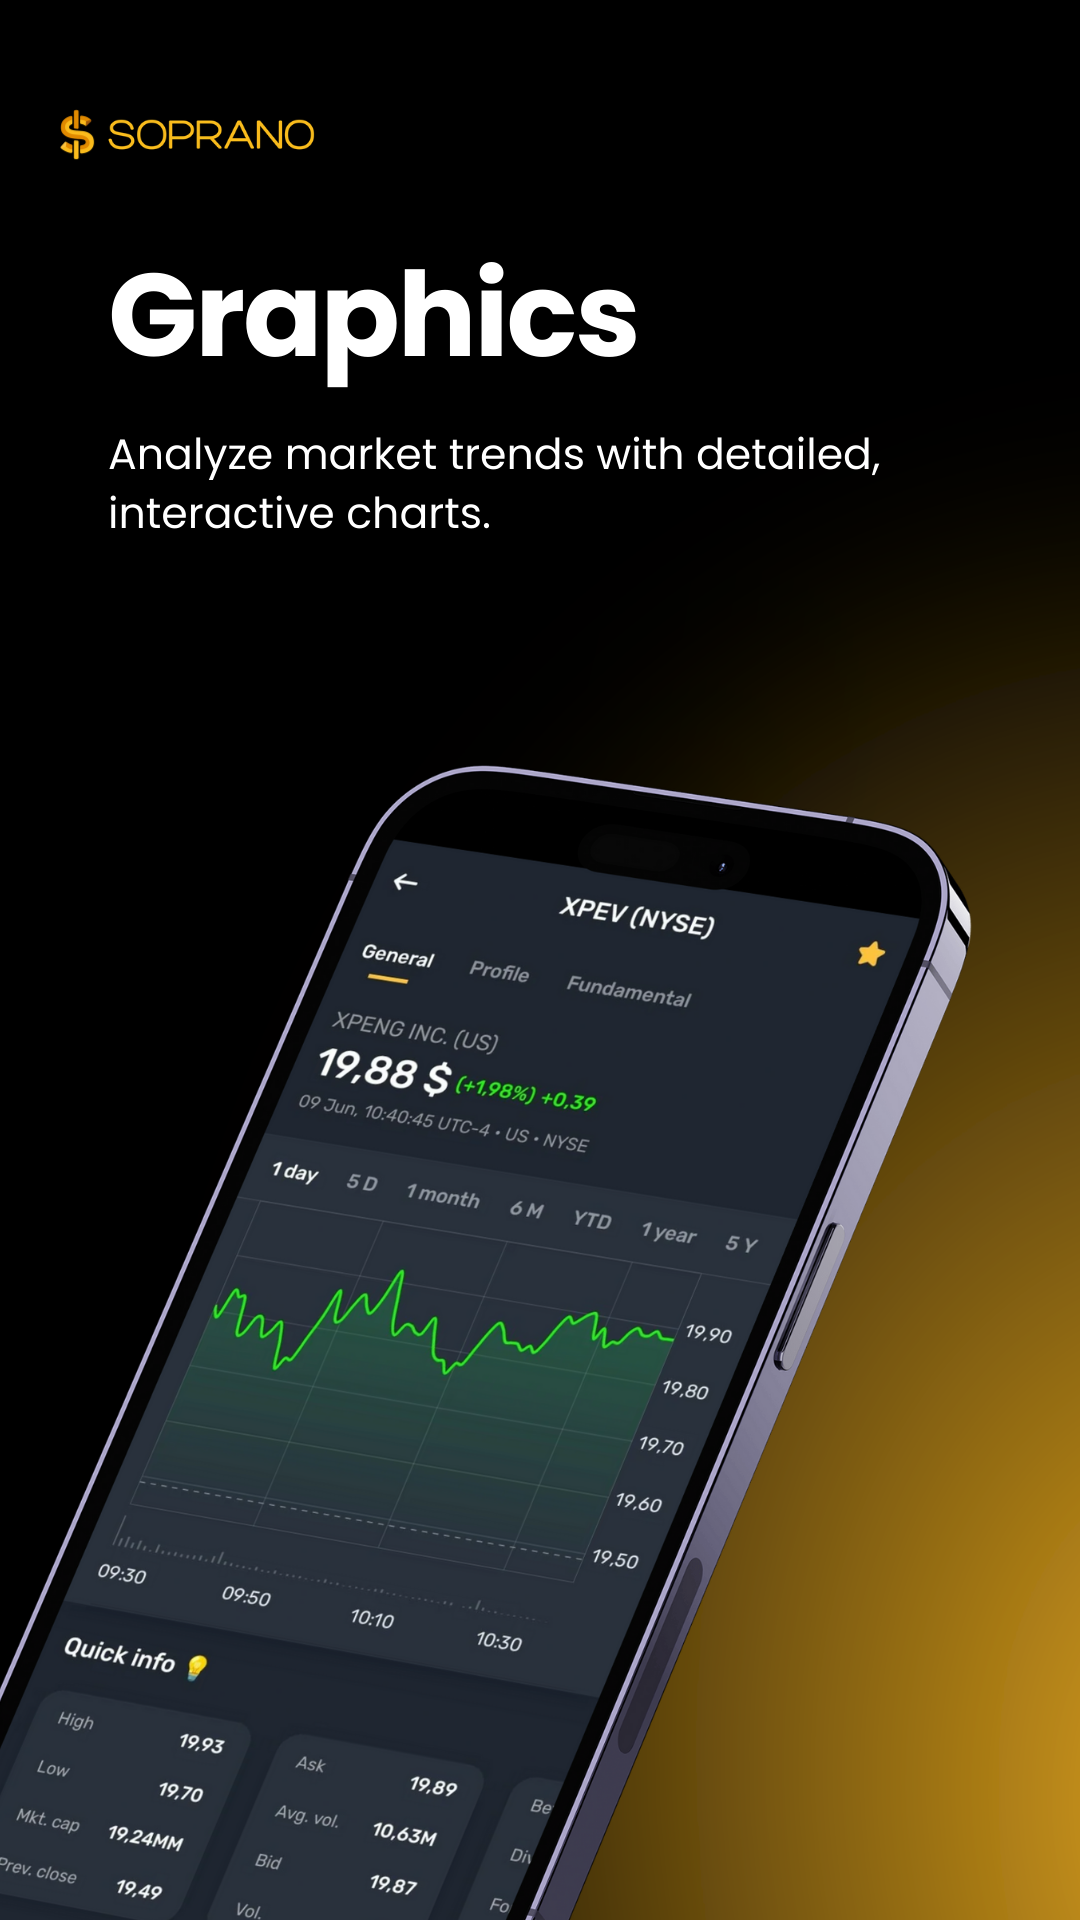 SOPRANO
Graphics
Analyze market trends with detailed,
interactive charts.
XPEV (NYSE)
General Profile Fundamental
XPENG INC. (US)
19,88 $ (+1,98%) +0,39
09 Jun, 10:40:45 UTC-4 • US • NYSE
1 day 5 D 1 month 6 M YTD 1 year 5 Y
19,90
19,80
19,70
19,60
19,50
09:30 09:50 10:10 10:30
Quick info 💡
High 19,93
Low 19,70
Mkt. cap 19,24MM
Prev. close 19,49
Ask 19,89
Avg. vol. 10,63M
Bid 19,87
Vol.
Be
Div
Fo